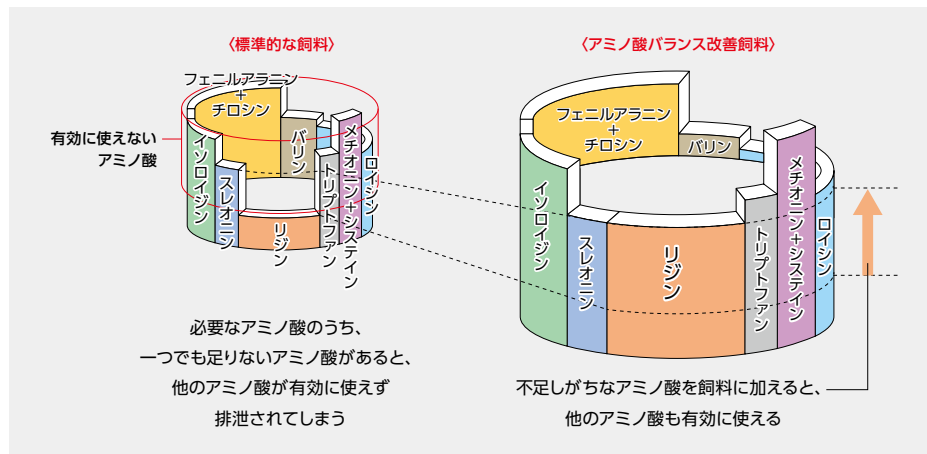 〈標準的な飼料〉
フェニルアラニン
＋
チロシン
有効に使えない
アミノ酸
イソロイジン
スレオニン
リジン
バリン
トリプトファン
メチオニン＋システイン
ロイシン
必要なアミノ酸のうち、
一つでも足りないアミノ酸があると、
他のアミノ酸が有効に使えず
排泄されてしまう
〈アミノ酸バランス改善飼料〉
フェニルアラニン
＋
チロシン
バリン
イソロイジン
スレオニン
リジン
トリプトファン
メチオニン＋システイン
ロイシン
不足しがちなアミノ酸を飼料に加えると、
他のアミノ酸も有効に使える